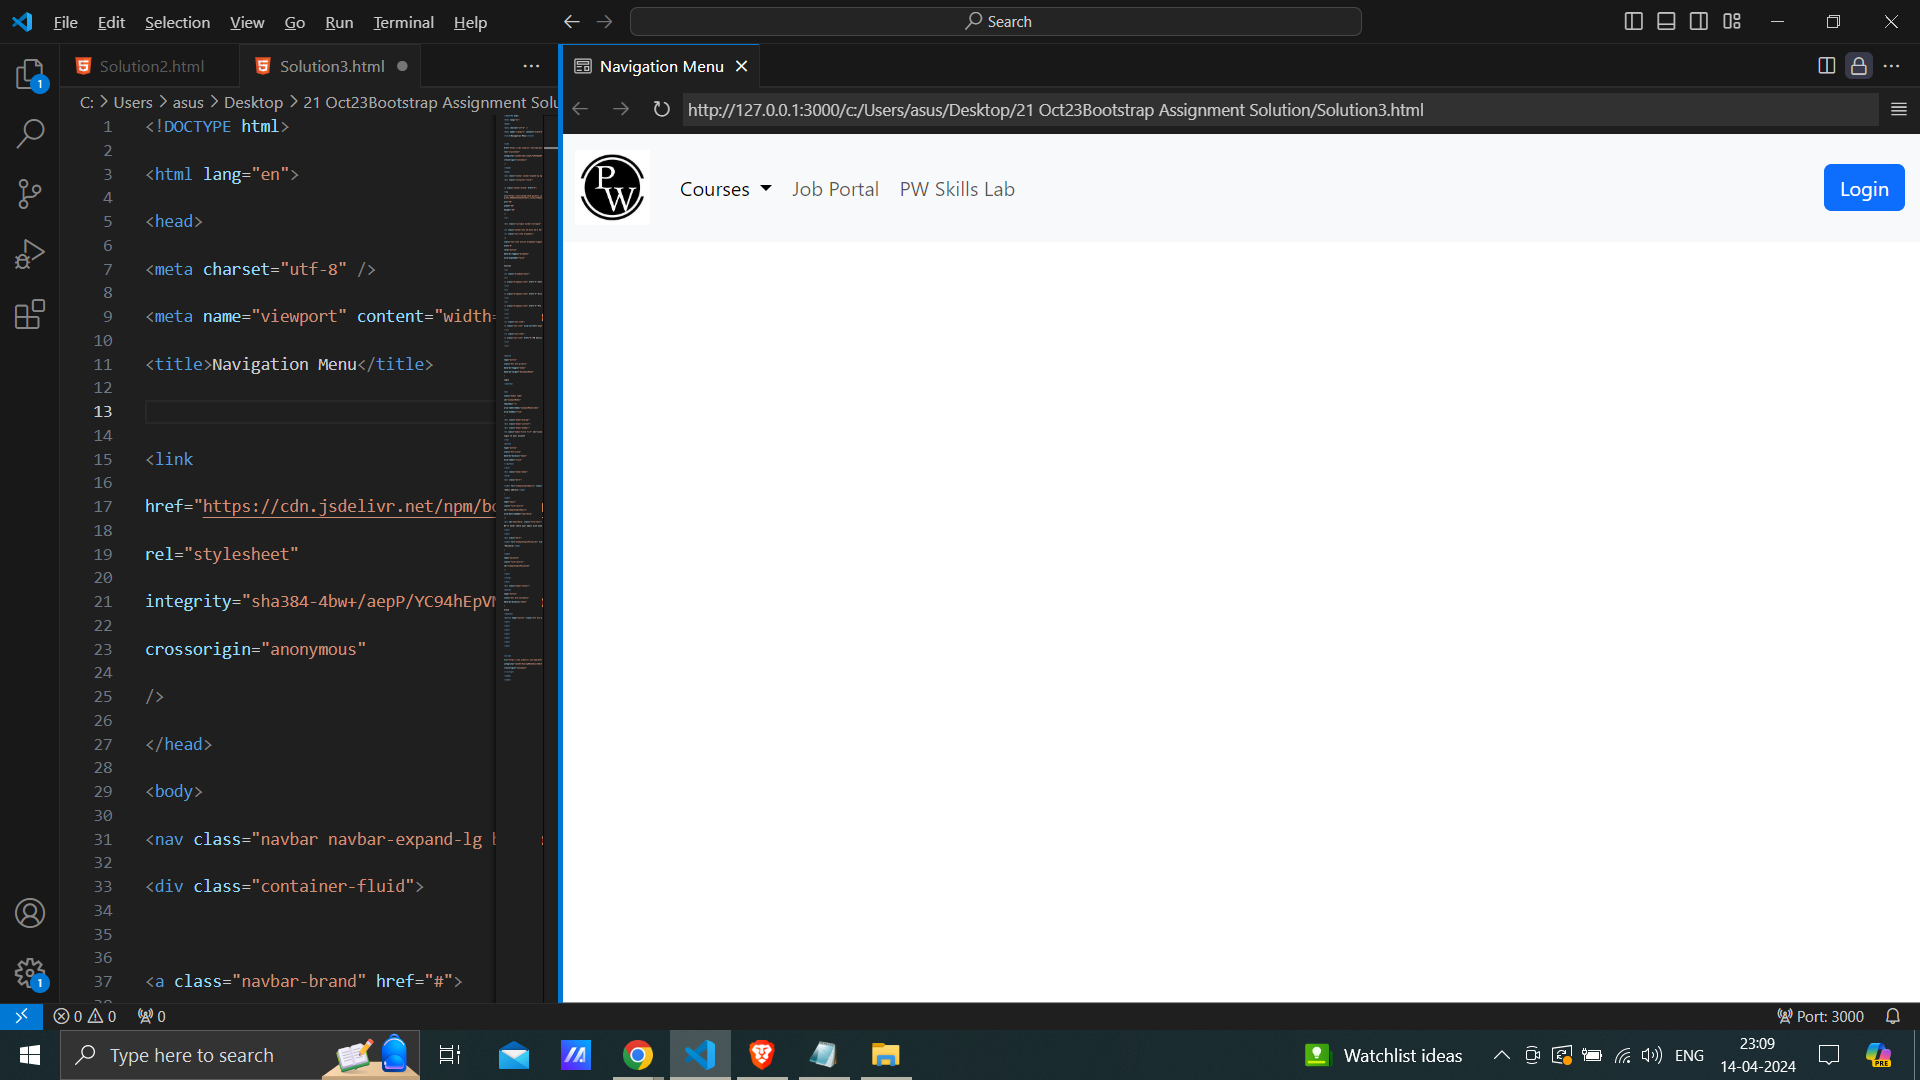 File Edit Selection View Go Run Terminal Help
Search
Solution2.html
Solution3.html
Navigation Menu
C: > Users > asus > Desktop > 21 Oct23Bootstrap Assignment Solu
http://127.0.0.1:3000/c:/Users/asus/Desktop/21 Oct23Bootstrap Assignment Solution/Solution3.html
1 <!DOCTYPE html>
2
3 <html lang="en">
4
5 <head>
6
7 <meta charset="utf-8" />
8
9 <meta name="viewport" content="width=
10
11 <title>Navigation Menu</title>
12
13
14
15 <link
16
17 href="https://cdn.jsdelivr.net/npm/bo
18
19 rel="stylesheet"
20
21 integrity="sha384-4bw+/aepP/YC94hEpVM
22
23 crossorigin="anonymous"
24
25 />
26
27 </head>
28
29 <body>
30
31 <nav class="navbar navbar-expand-lg b
32
33 <div class="container-fluid">
34
35
36
37 <a class="navbar-brand" href="#">
38
PW
Courses
Job Portal
PW Skills Lab
Login
1
1
0 0 0
Port: 3000
Type here to search
Watchlist ideas
ENG
23:09
14-04-2024
PRE